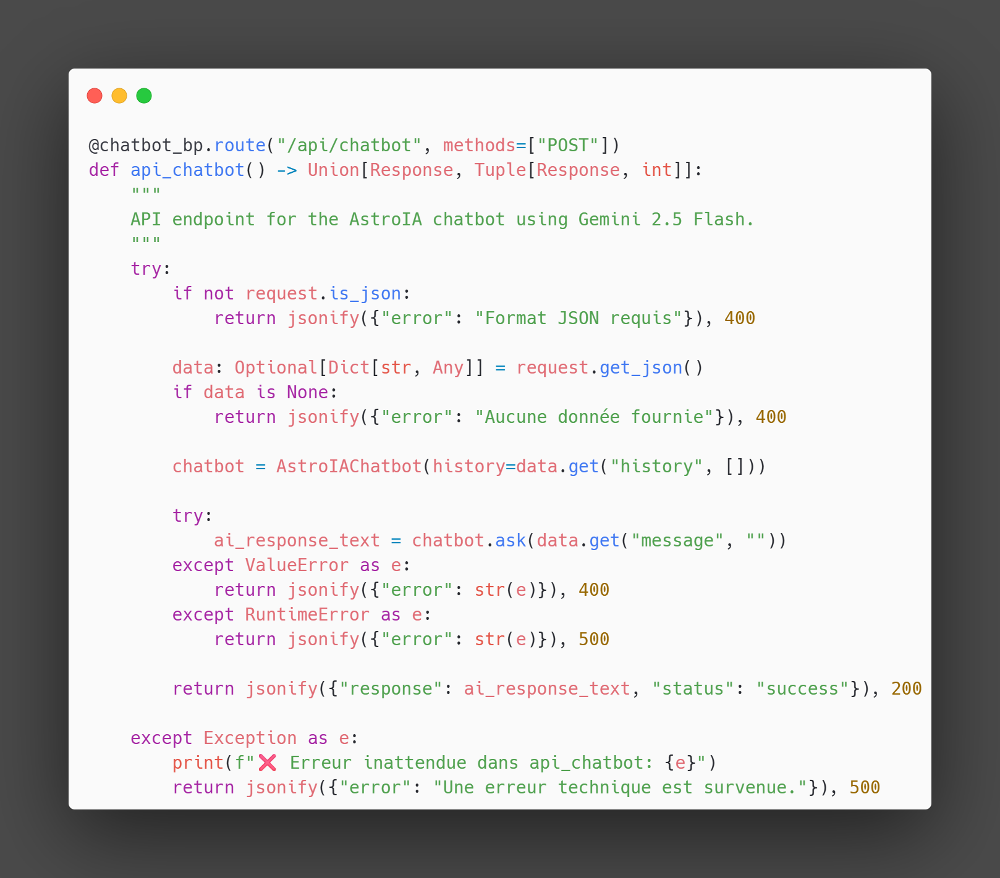 @chatbot_bp.route("/api/chatbot", methods=["POST"])
def api_chatbot() -> Union[Response, Tuple[Response, int]]:
    """
    API endpoint for the AstroIA chatbot using Gemini 2.5 Flash.
    """
    try:
        if not request.is_json:
            return jsonify({"error": "Format JSON requis"}), 400

        data: Optional[Dict[str, Any]] = request.get_json()
        if data is None:
            return jsonify({"error": "Aucune donnée fournie"}), 400

        chatbot = AstroIAChatbot(history=data.get("history", []))

        try:
            ai_response_text = chatbot.ask(data.get("message", ""))
        except ValueError as e:
            return jsonify({"error": str(e)}), 400
        except RuntimeError as e:
            return jsonify({"error": str(e)}), 500

        return jsonify({"response": ai_response_text, "status": "success"}), 200

    except Exception as e:
        print(f"❌ Erreur inattendue dans api_chatbot: {e}")
        return jsonify({"error": "Une erreur technique est survenue."}), 500